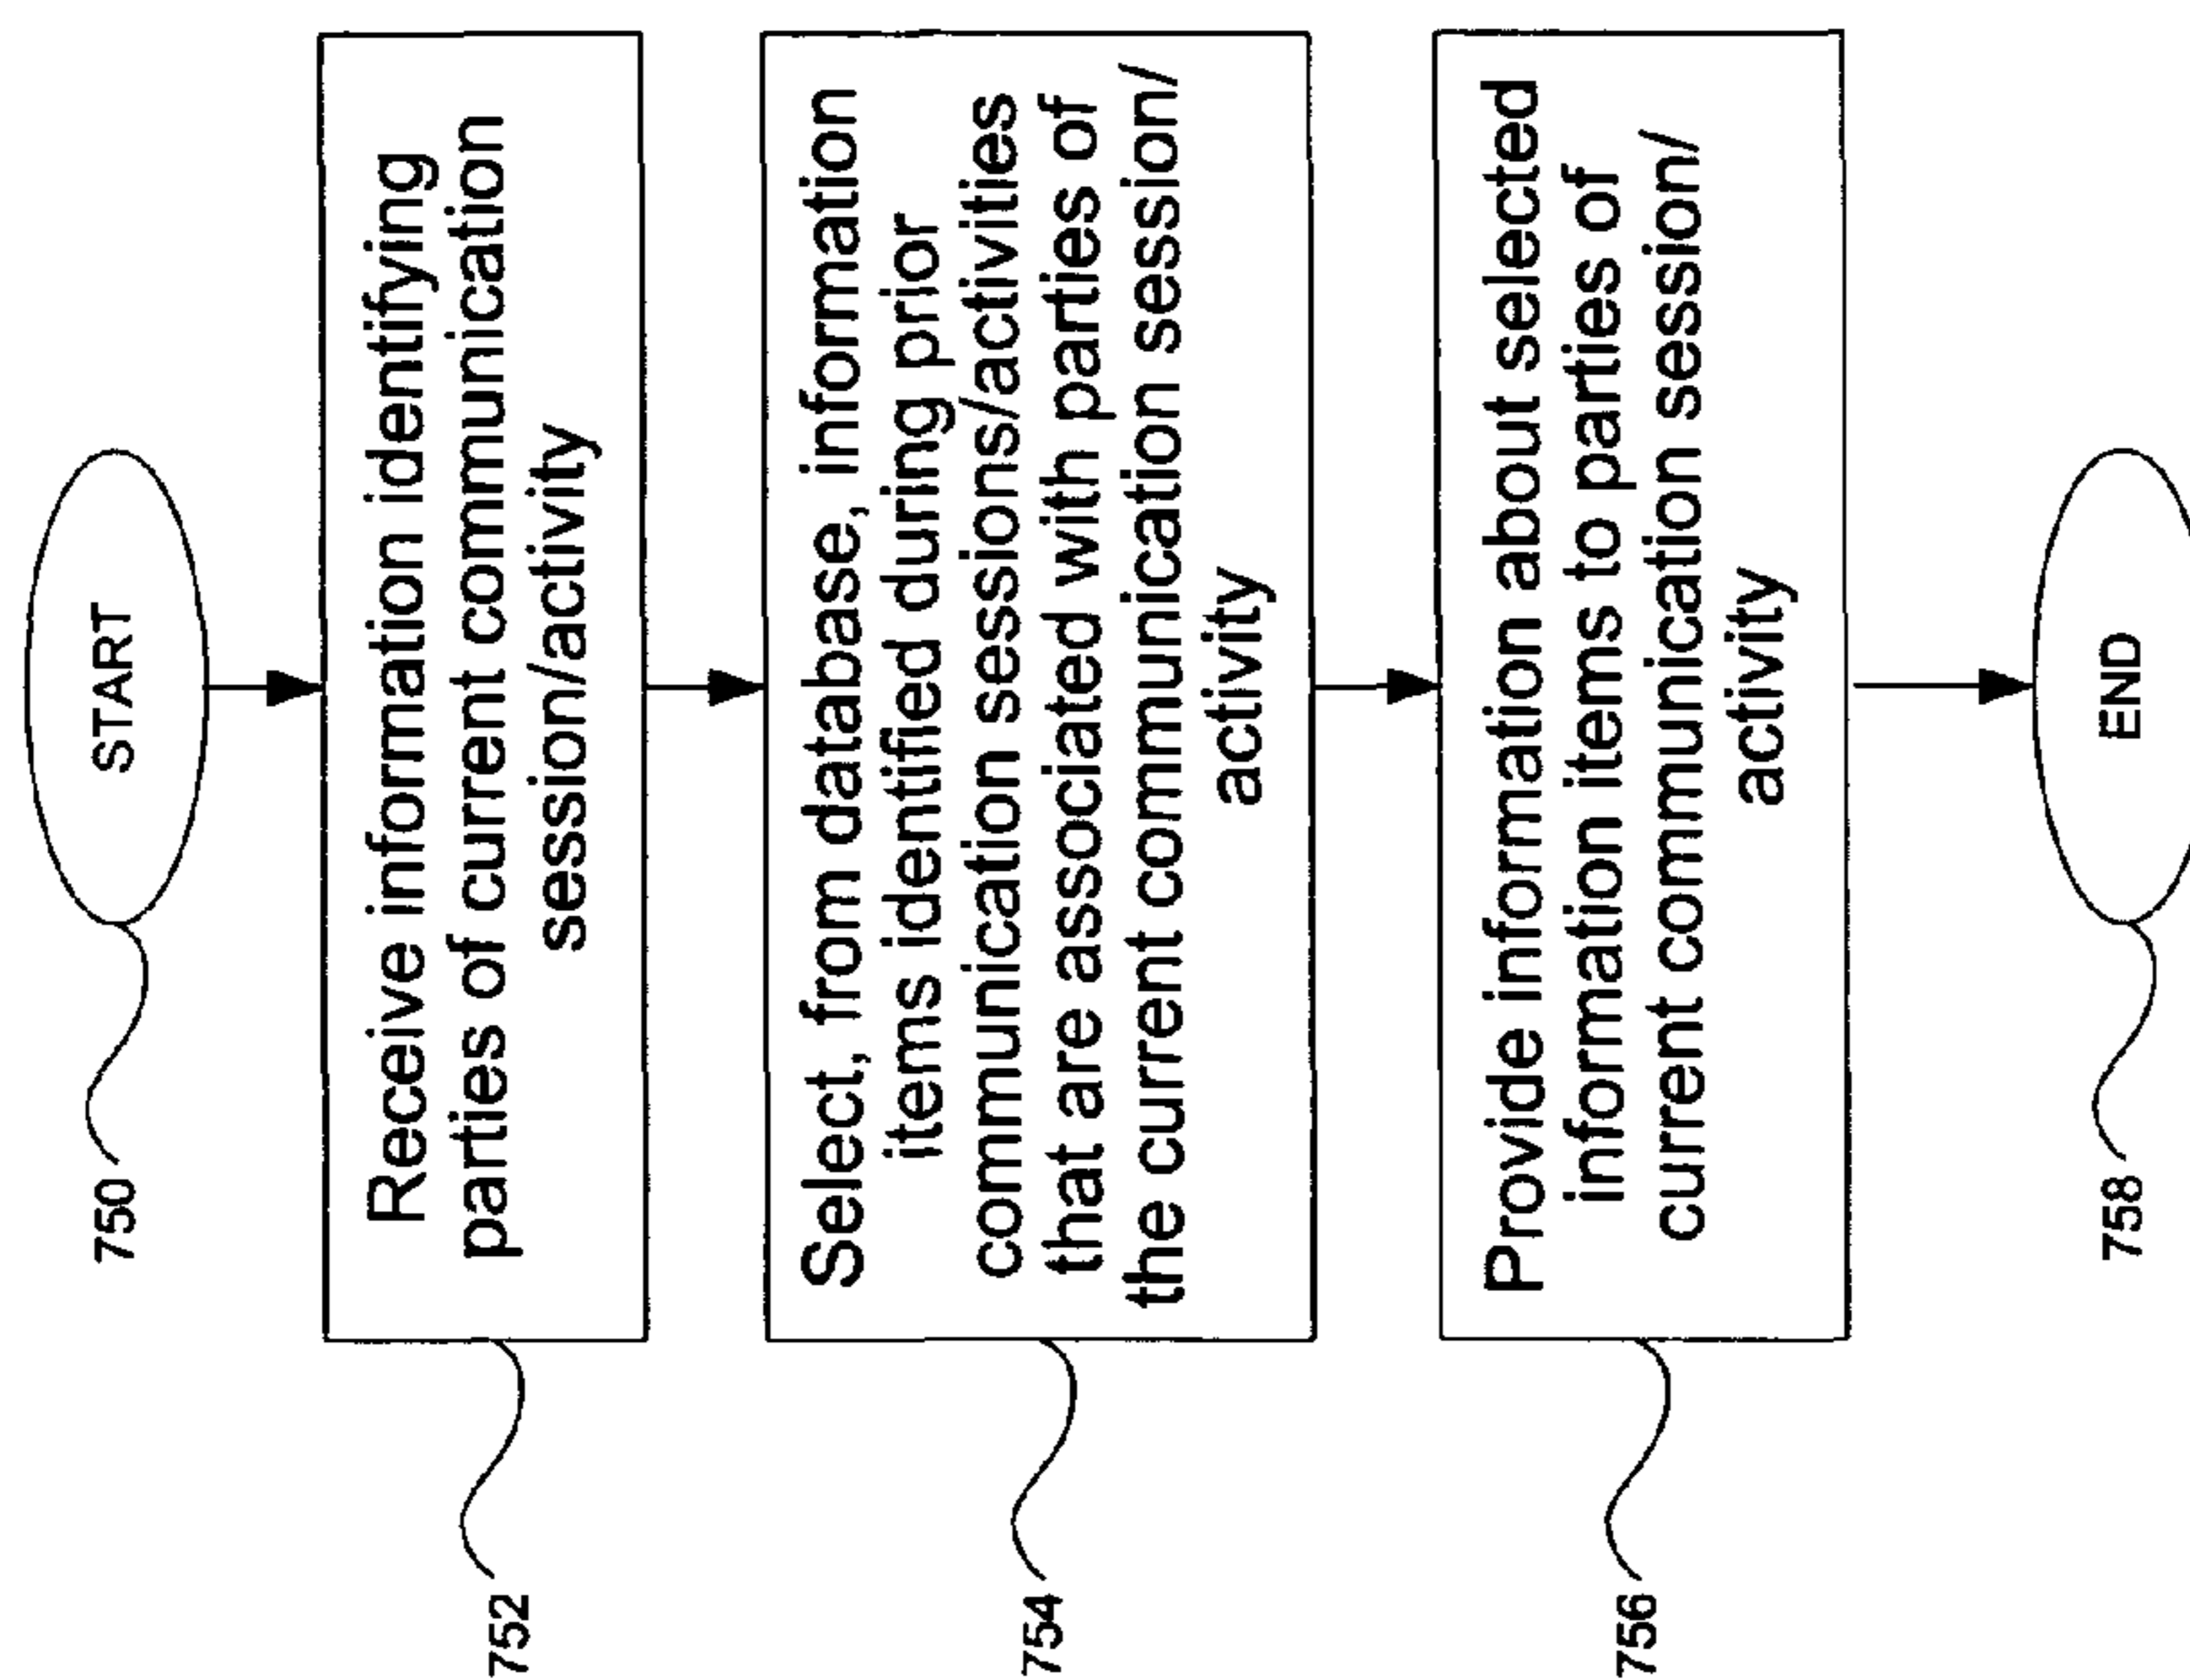 START
750
Receive information identifying
parties of current communication
session/activity
752
Select, from database, information
items identified during prior
communication sessions/activities
that are associated with parties of
the current communication session/
activity
754
Provide information about selected
information items to parties of
current communication session/
activity
756
END
758